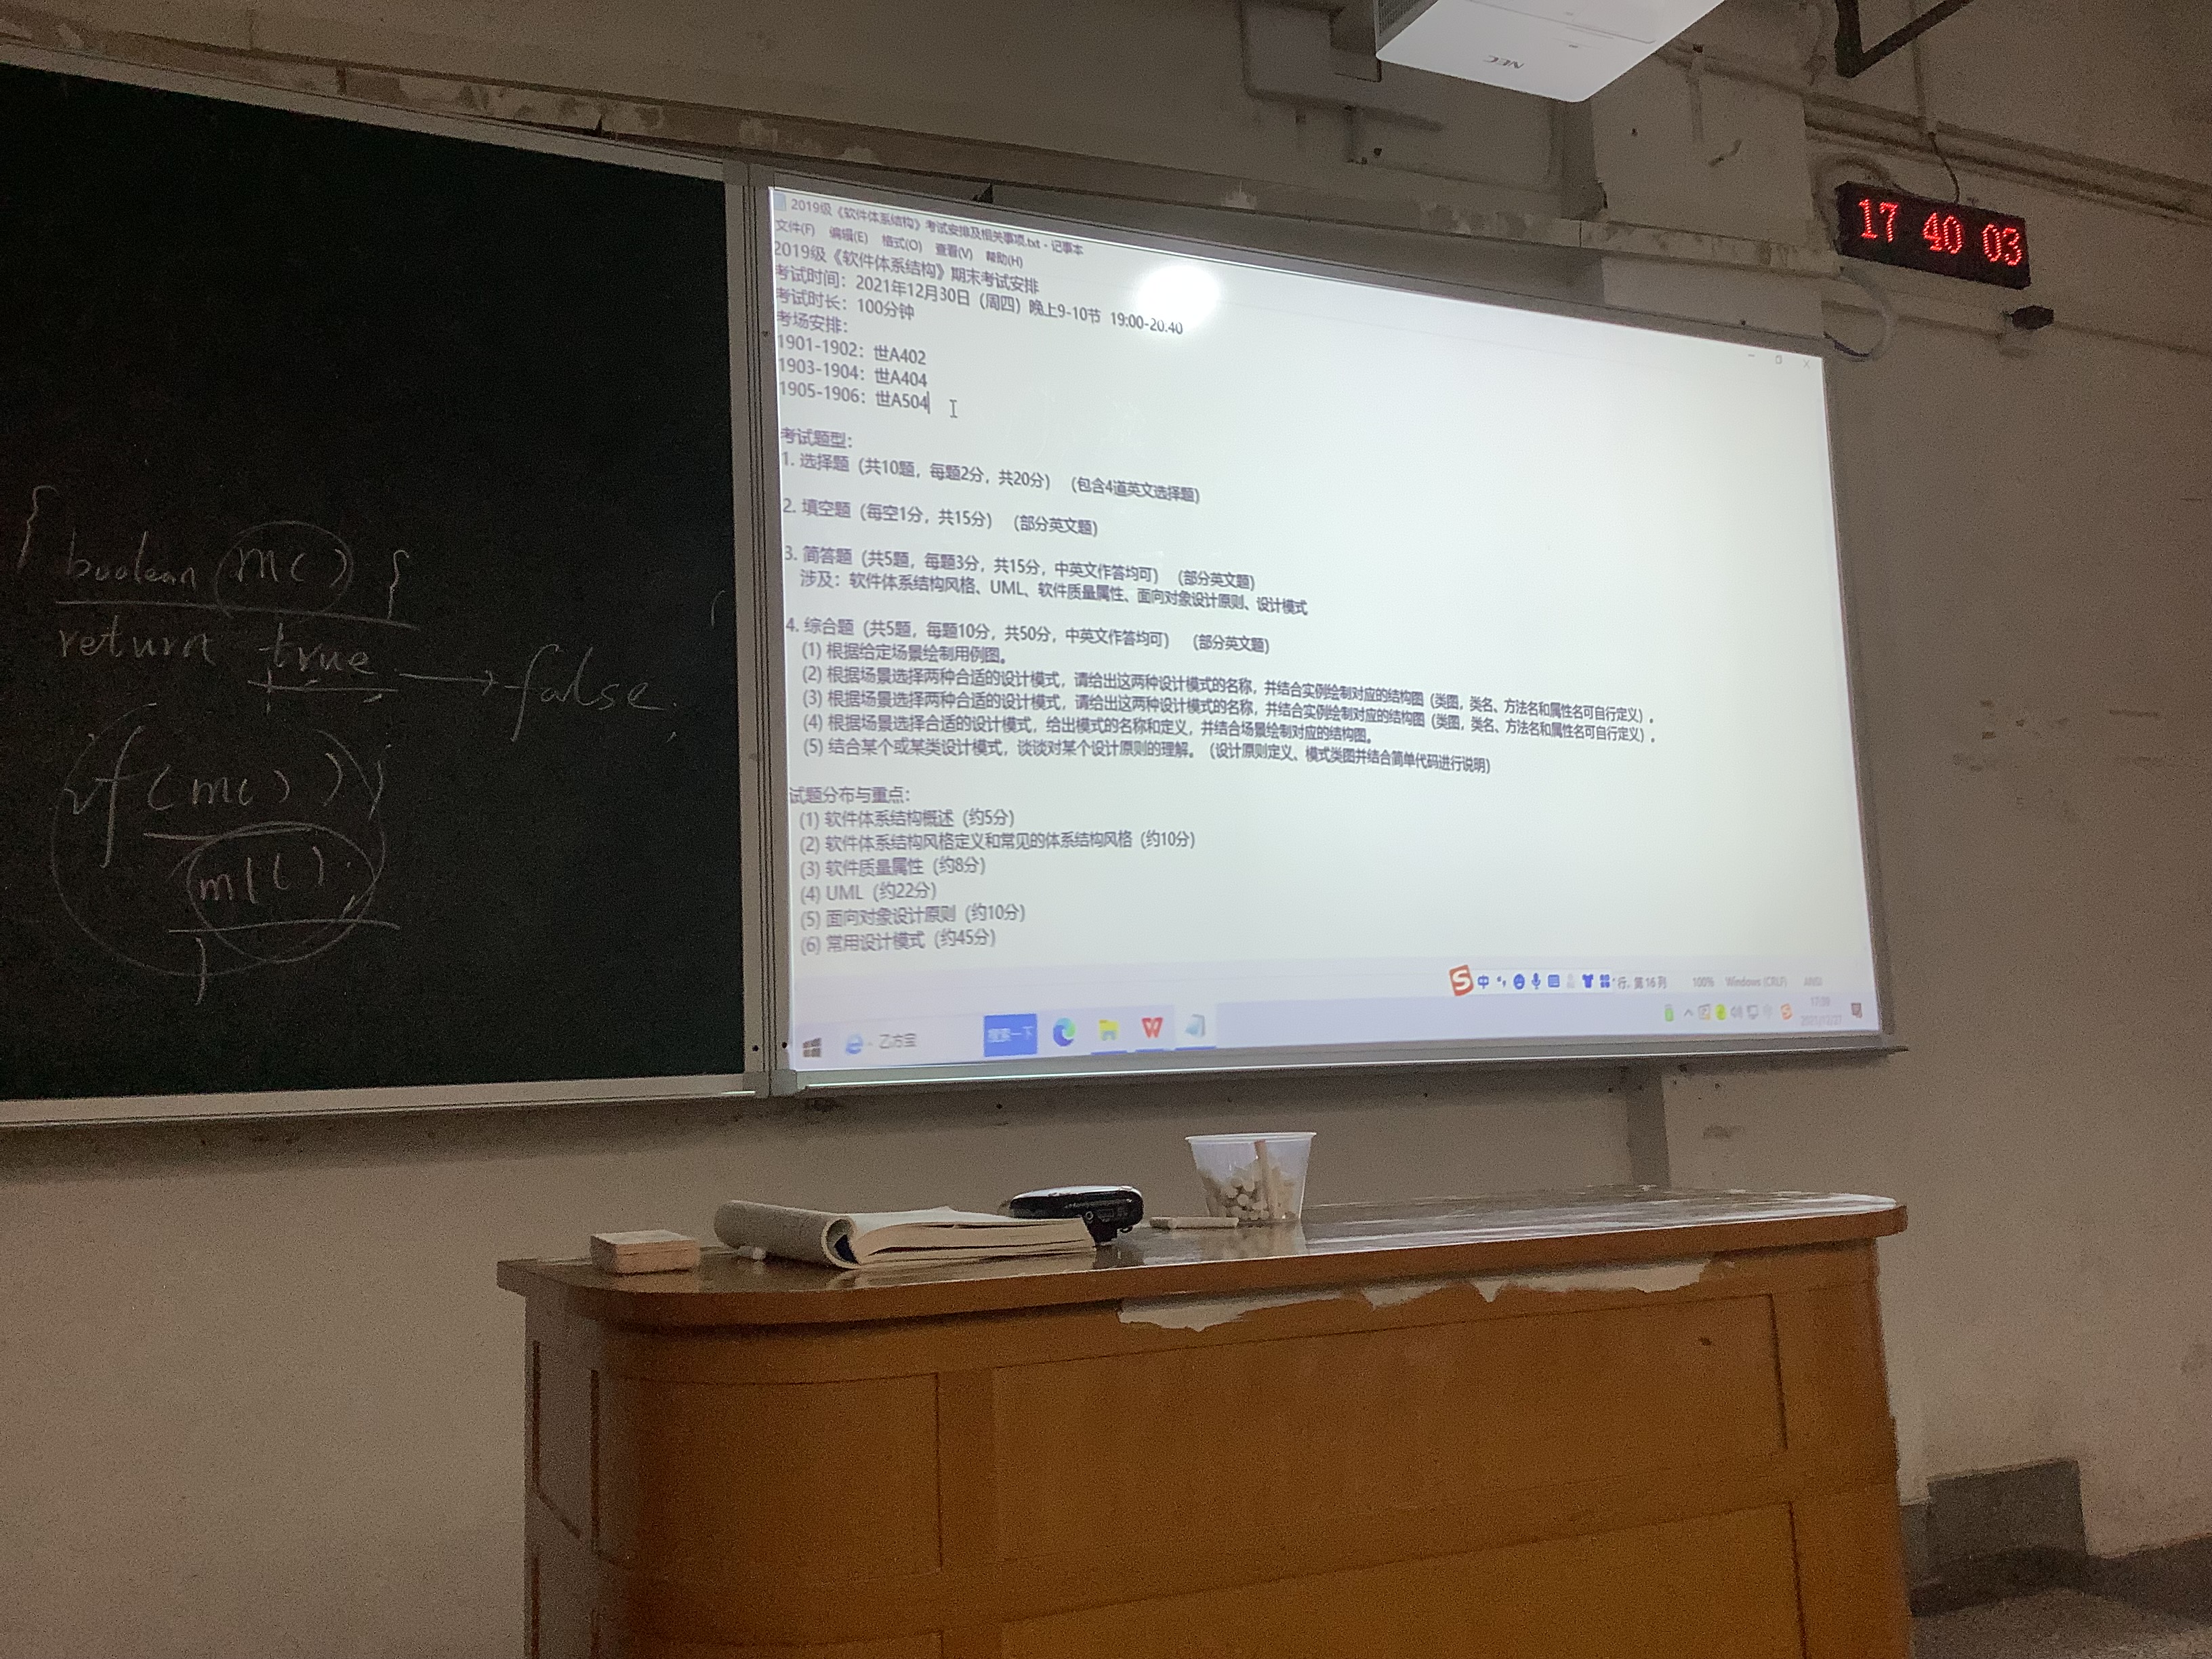 NEC
17 40 03
{
boolean m() {
return true → false.
if (m())
m1()
2019级《软件体系结构》考试安排及相关事项.txt - 记事本
文件(F) 编辑(E) 格式(O) 查看(V) 帮助(H)
2019级《软件体系结构》期末考试安排
考试时间：2021年12月30日（周四）晚上9-10节 19:00-20:40
考试时长：100分钟
考场安排：
1901-1902：世A402
1903-1904：世A404
1905-1906：世A504
考试题型：
1. 选择题（共10题，每题2分，共20分）（包含4道英文选择题）
2. 填空题（每空1分，共15分）（部分英文题）
3. 简答题（共5题，每题3分，共15分，中英文作答均可）（部分英文题）
涉及：软件体系结构风格、UML、软件质量属性、面向对象设计原则、设计模式
4. 综合题（共5题，每题10分，共50分，中英文作答均可）（部分英文题）
(1) 根据给定场景绘制用例图。
(2) 根据场景选择两种合适的设计模式，请给出这两种设计模式的名称，并结合实例绘制对应的结构图（类图，类名、方法名和属性名可自行定义）。
(3) 根据场景选择两种合适的设计模式，请给出这两种设计模式的名称，并结合实例绘制对应的结构图（类图，类名、方法名和属性名可自行定义）。
(4) 根据场景选择合适的设计模式，给出模式的名称和定义，并结合场景绘制对应的结构图。
(5) 结合某个或某类设计模式，谈谈对某个设计原则的理解。（设计原则定义、模式类图并结合简单代码进行说明）
试题分布与重点：
(1) 软件体系结构概述（约5分）
(2) 软件体系结构风格定义和常见的体系结构风格（约10分）
(3) 软件质量属性（约8分）
(4) UML（约22分）
(5) 面向对象设计原则（约10分）
(6) 常用设计模式（约45分）
中 行, 第 16 列 100% Windows (CRLF) ANSI
乙方宝 搜索一下 17:39
2021/12/27